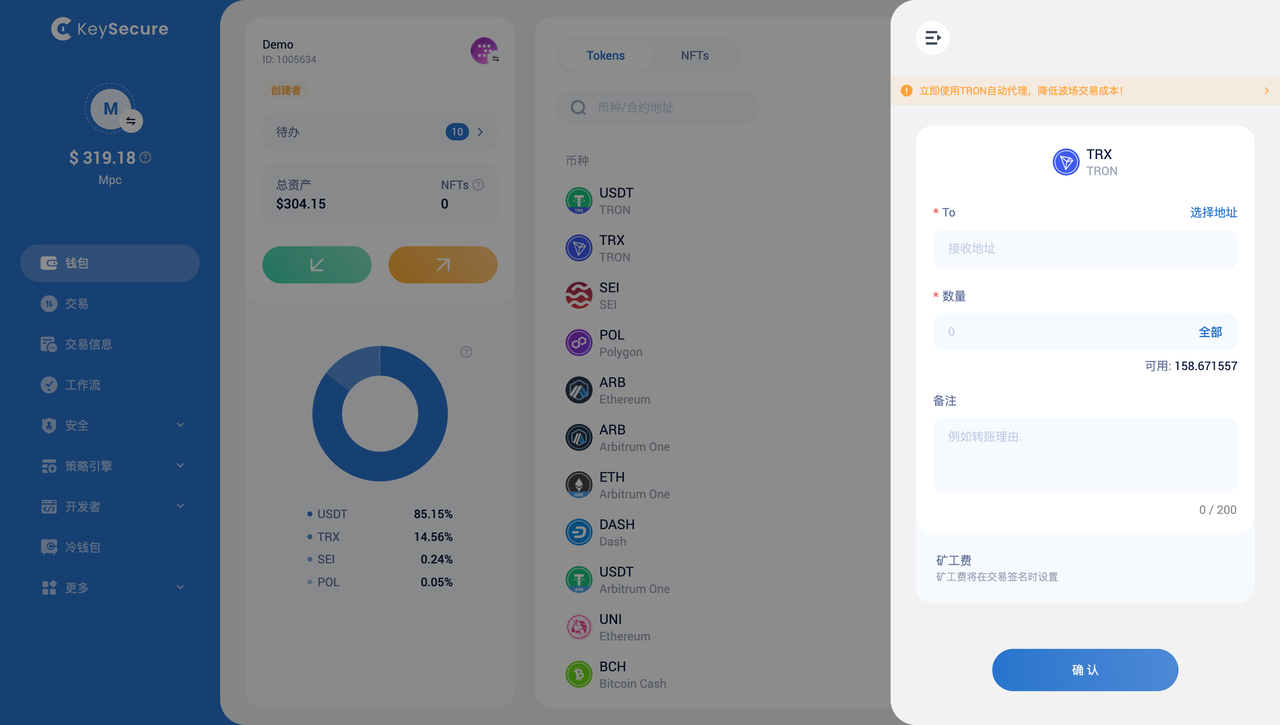 KeySecure
M
$ 319.18
Mpc
钱包
交易
交易信息
工作流
安全
策略引擎
开发者
冷钱包
更多
Demo
ID: 1005634
创建者
待办
10
总资产
NFTs
$304.15
0
USDT 85.15%
TRX 14.56%
SEI 0.24%
POL 0.05%
Tokens
NFTs
币种/合约地址
币种
USDT
TRON
TRX
TRON
SEI
SEI
POL
Polygon
ARB
Ethereum
ARB
Arbitrum One
ETH
Arbitrum One
DASH
Dash
USDT
Arbitrum One
UNI
Ethereum
BCH
Bitcoin Cash
立即使用TRON自动代理，降低波场交易成本!
TRX
TRON
* To
选择地址
接收地址
* 数量
0
全部
可用: 158.671557
备注
例如转账理由.
0 / 200
矿工费
矿工费将在交易签名时设置
确认